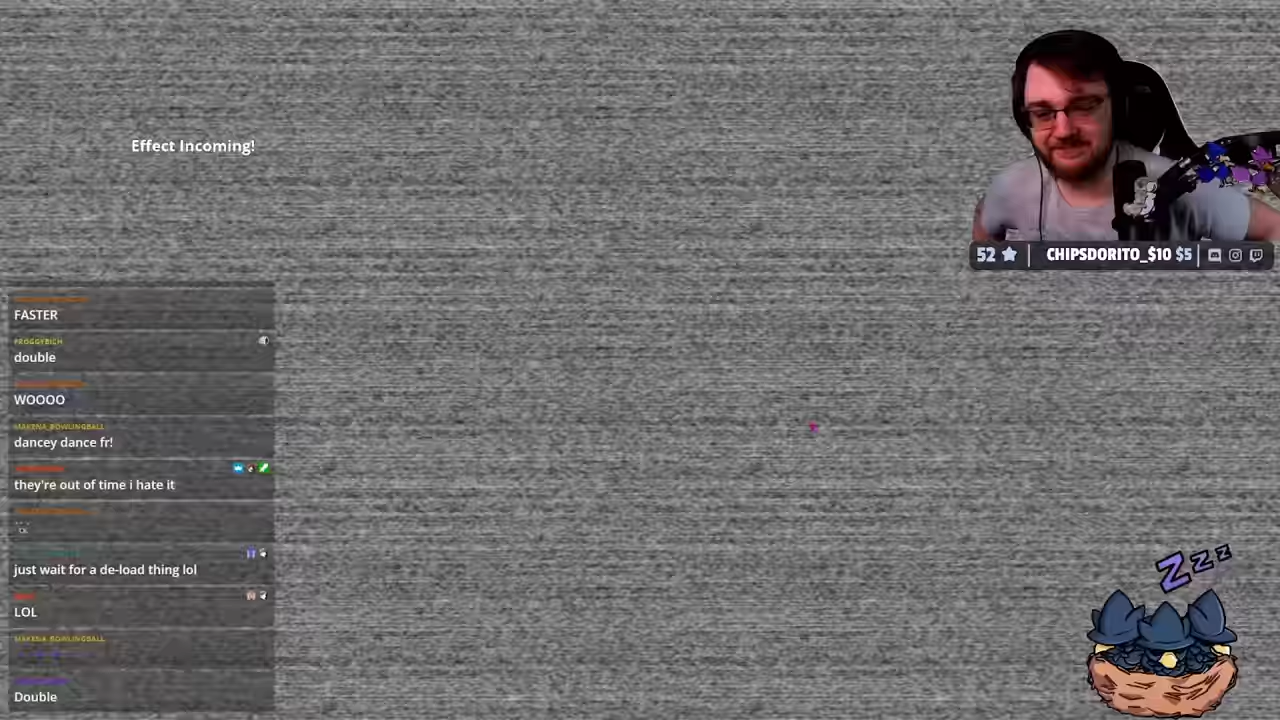 Effect Incoming!
52
CHIPSDORITO_$10 $5
FASTER
FROGGYBICH
double
WOOOO
MAKENA_BOWLINGBALL
dancey dance fr!
they're out of time i hate it
just wait for a de-load thing lol
LOL
MAKENA_BOWLINGBALL
Double
Z Z Z